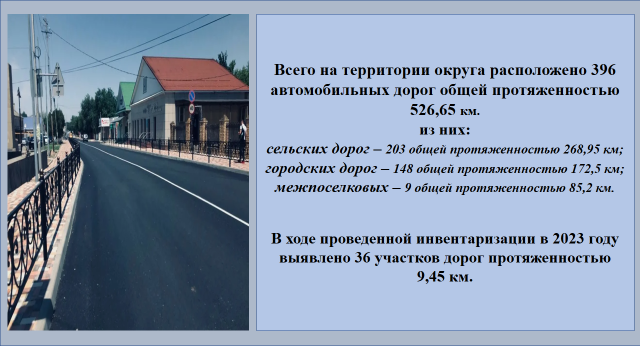 Всего на территории округа расположено 396
автомобильных дорог общей протяженностью
526,65 км.
из них:
сельских дорог – 203 общей протяженностью 268,95 км;
городских дорог – 148 общей протяженностью 172,5 км;
межпоселковых – 9 общей протяженностью 85,2 км.
В ходе проведенной инвентаризации в 2023 году
выявлено 36 участков дорог протяженностью
9,45 км.